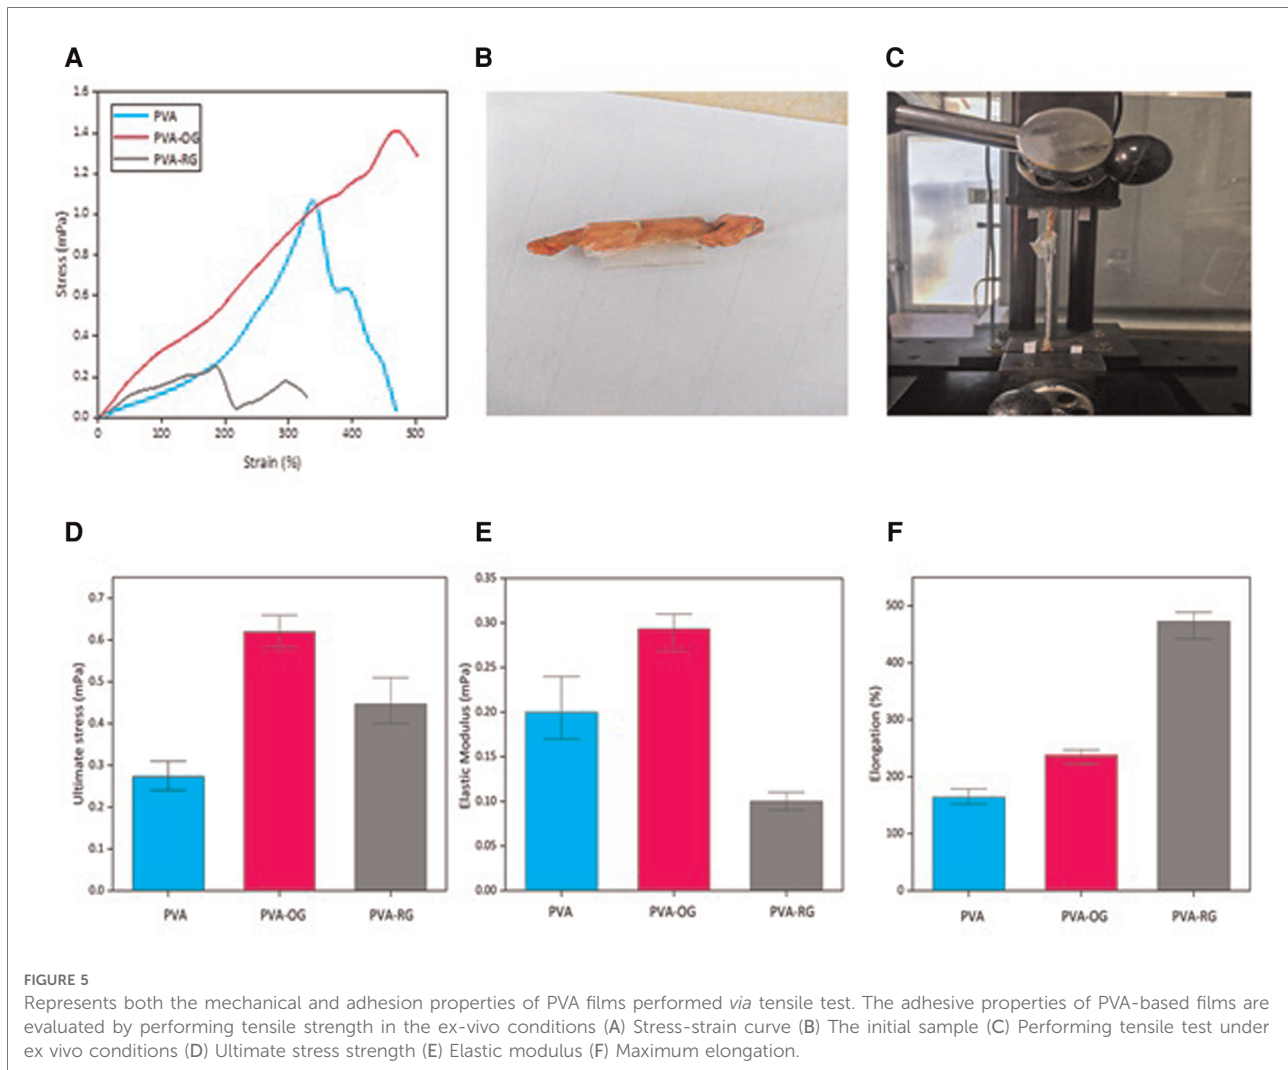 A
B
C
1.6
1.4
1.2
1.0
0.8
0.6
0.4
0.2
0.0
Stress (mPa)
PVA
PVA-OG
PVA-RG
0
100
200
300
400
500
Strain (%)
D
E
F
0.7
0.6
0.5
0.4
0.3
0.2
0.1
0.0
Ultimate stress (mPa)
PVA
PVA-OG
PVA-RG
0.35
0.30
0.25
0.20
0.15
0.10
0.05
0.00
Elastic Modulus (mPa)
PVA
PVA-OG
PVA-RG
500
400
300
200
100
0
Elongation (%)
PVA
PVA-OG
PVA-RG
FIGURE 5
Represents both the mechanical and adhesion properties of PVA films performed via tensile test. The adhesive properties of PVA-based films are
evaluated by performing tensile strength in the ex-vivo conditions (A) Stress-strain curve (B) The initial sample (C) Performing tensile test under
ex vivo conditions (D) Ultimate stress strength (E) Elastic modulus (F) Maximum elongation.